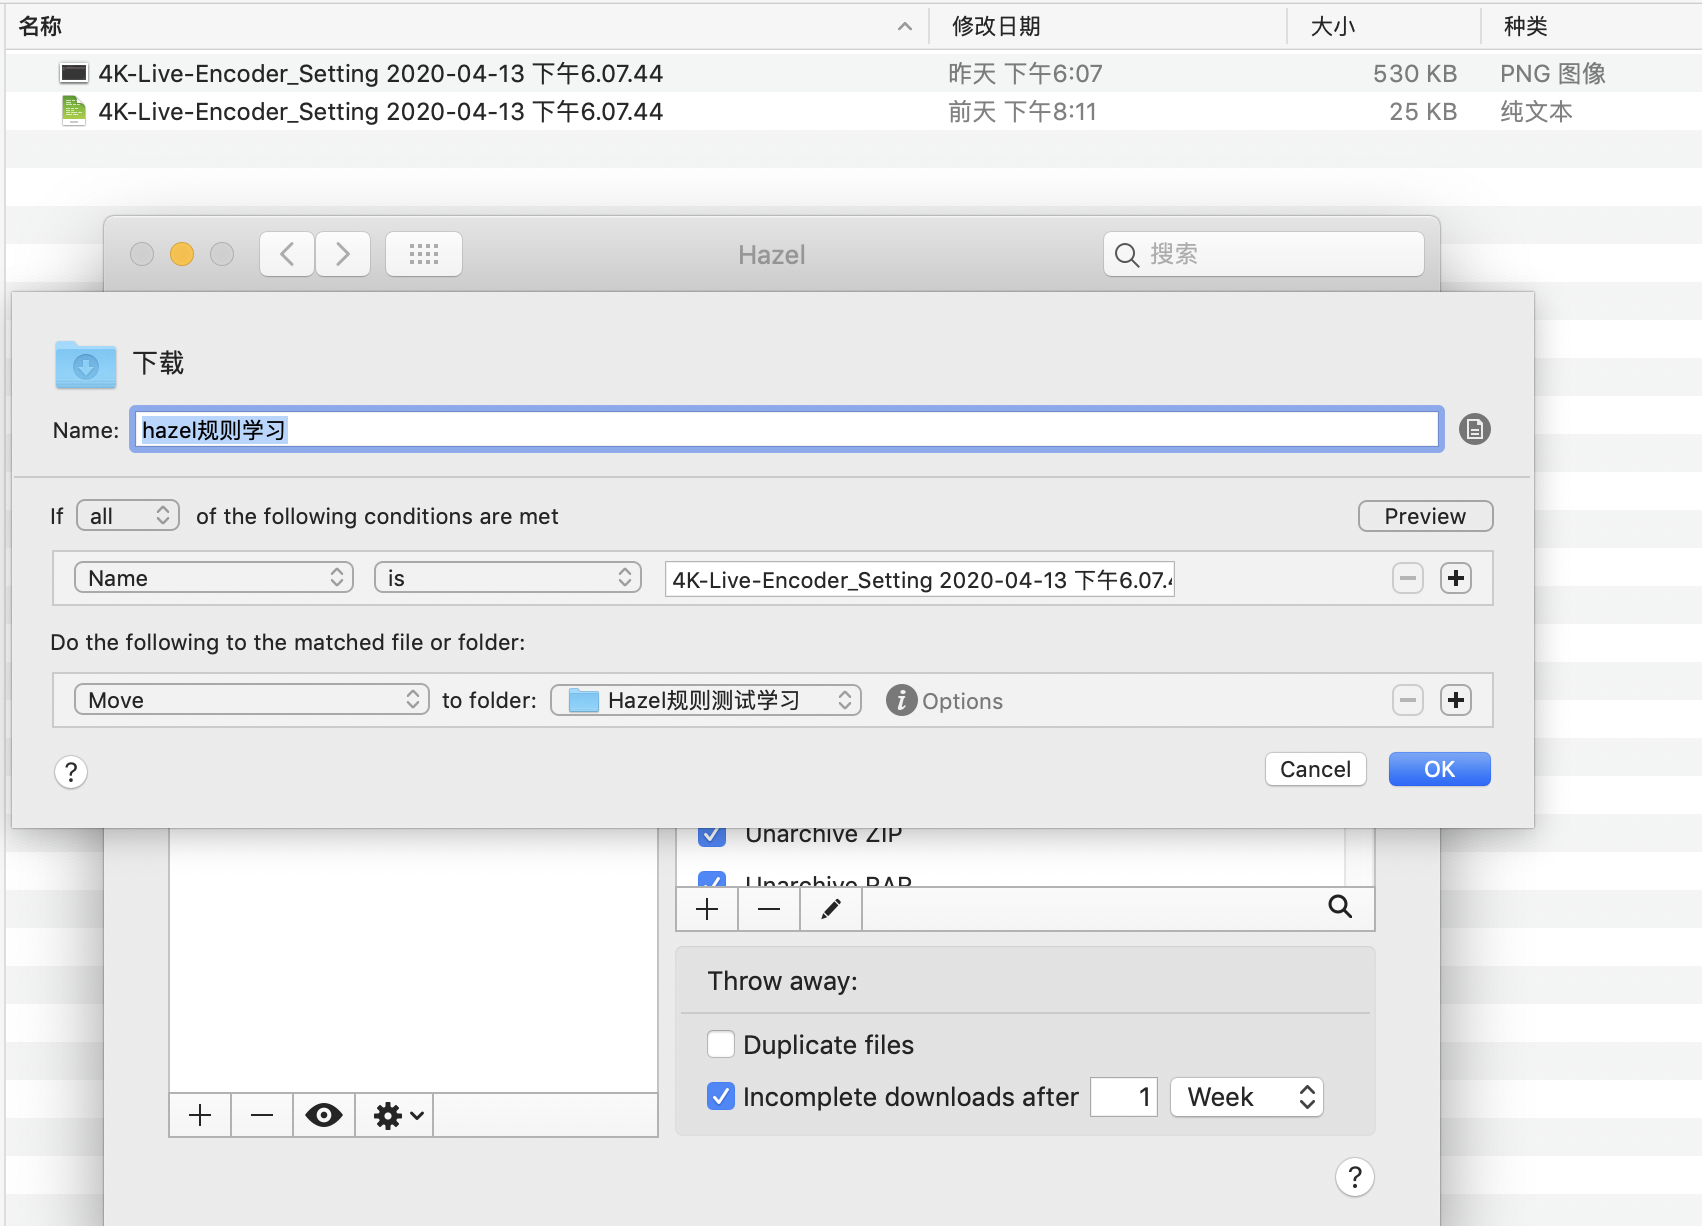 名称 修改日期 大小 种类
4K-Live-Encoder_Setting 2020-04-13 下午6.07.44 昨天 下午6:07 530 KB PNG 图像
4K-Live-Encoder_Setting 2020-04-13 下午6.07.44 前天 下午8:11 25 KB 纯文本
Hazel 搜索
下载
Name: hazel规则学习
If all of the following conditions are met Preview
Name is 4K-Live-Encoder_Setting 2020-04-13 下午6.07.4
Do the following to the matched file or folder:
Move to folder: Hazel规则测试学习 i Options
? Cancel OK
Unarchive ZIP
Unarchive RAR
Throw away:
Duplicate files
Incomplete downloads after 1 Week
?